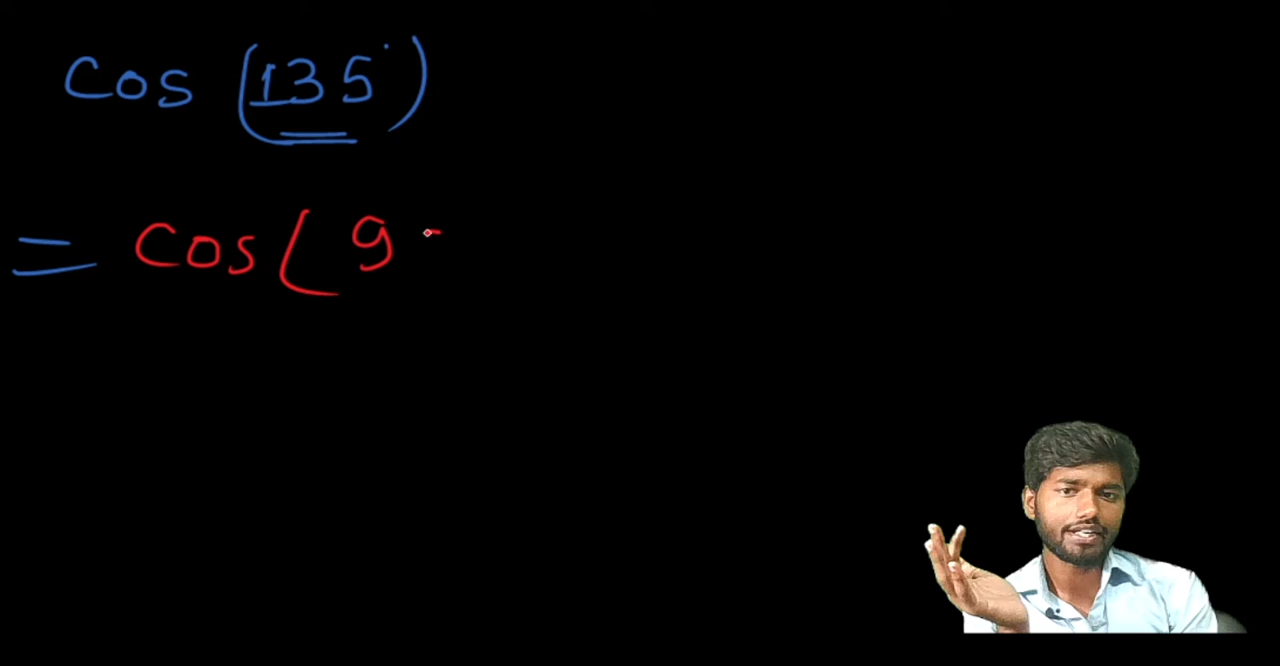 cos (135°)
= cos( 9